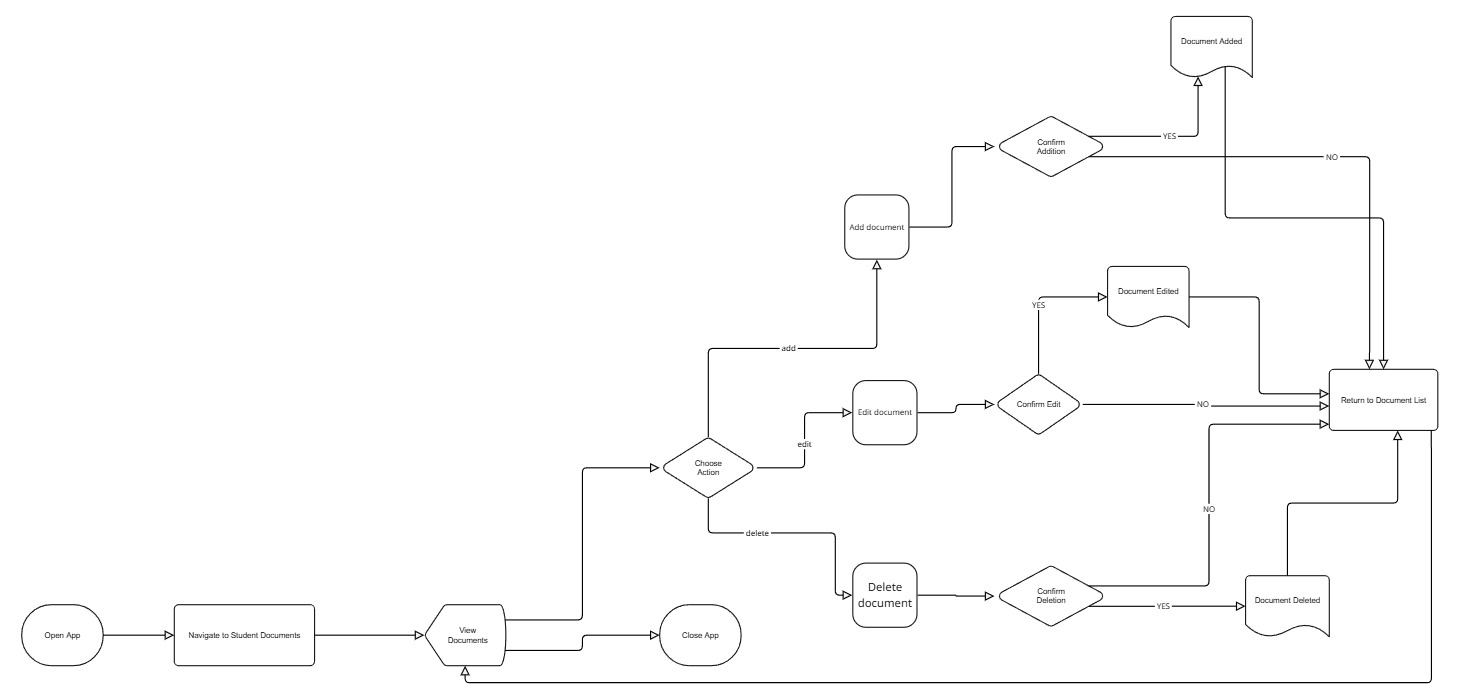 Document Added
Confirm
Addition
YES
NO
Add document
add
Document Edited
YES
Edit document
Confirm Edit
NO
Return to Document List
edit
Choose
Action
delete
NO
Delete
document
Confirm
Deletion
YES
Document Deleted
Open App
Navigate to Student Documents
View
Documents
Close App